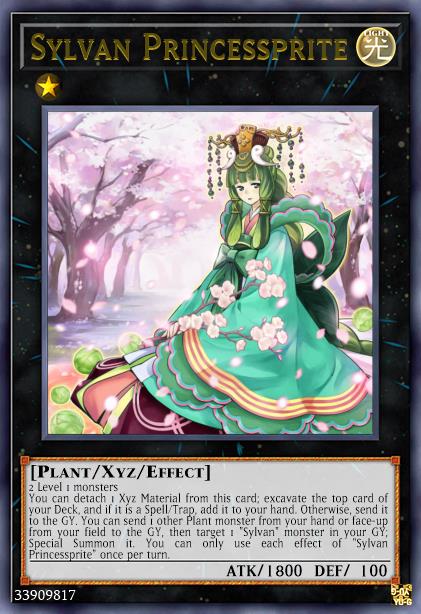 SYLVAN PRINCESSPRITE
LIGHT
光
[PLANT/XYZ/EFFECT]
2 Level 1 monsters
You can detach 1 Xyz Material from this card; excavate the top card of
your Deck, and if it is a Spell/Trap, add it to your hand. Otherwise, send it
to the GY. You can send 1 other Plant monster from your hand or face-up
from your field to the GY, then target 1 "Sylvan" monster in your GY;
Special Summon it. You can only use each effect of "Sylvan
Princessprite" once per turn.
ATK/1800 DEF/ 100
33909817